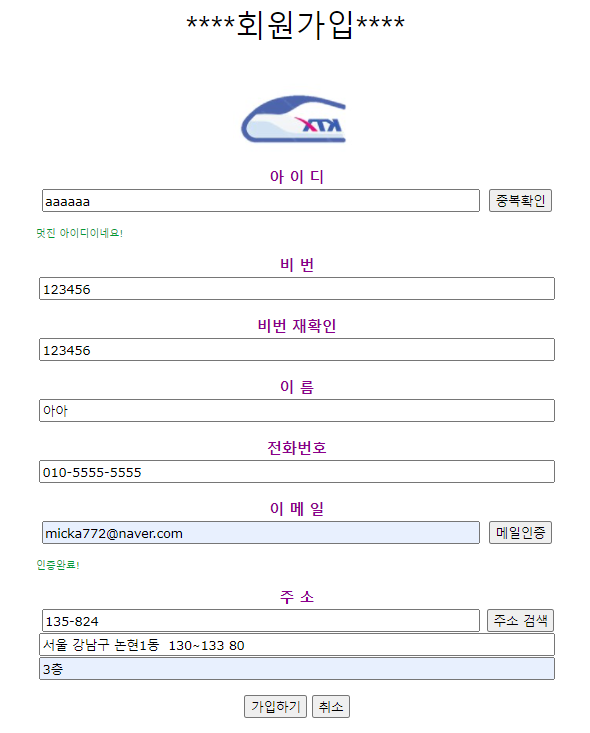 ****회원가입****
KTX
아 이 디
aaaaaa 중복확인
멋진 아이디이네요!
비 번
123456
비번 재확인
123456
이 름
아아
전화번호
010-5555-5555
이 메 일
micka772@naver.com 메일인증
인증완료!
주 소
135-824 주소 검색
서울 강남구 논현1동  130~133 80
3층
가입하기 취소